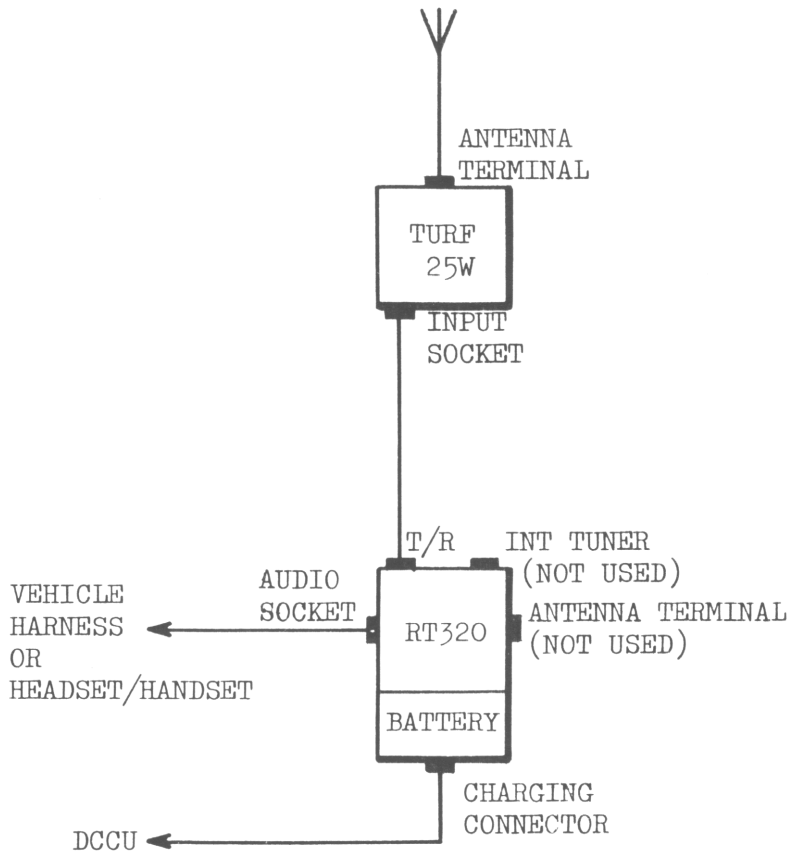 ANTENNA
TERMINAL
TURF
25W
INPUT
SOCKET
T/R
INT TUNER
(NOT USED)
AUDIO
SOCKET
VEHICLE
HARNESS
OR
HEADSET/HANDSET
RT320
ANTENNA TERMINAL
(NOT USED)
BATTERY
CHARGING
CONNECTOR
DCCU